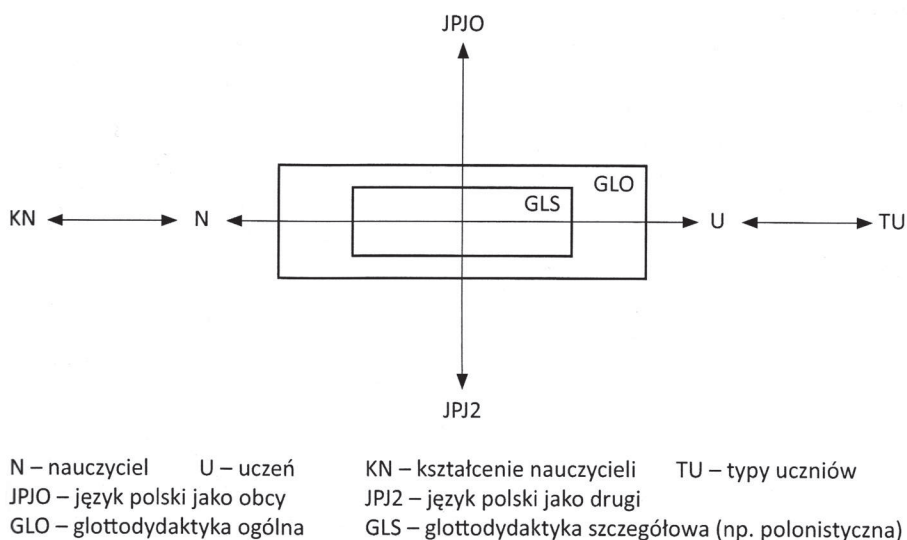 JPJO
GLO
GLS
KN N U TU
JPJ2
N – nauczyciel U – uczeń KN – kształcenie nauczycieli TU – typy uczniów
JPJO – język polski jako obcy JPJ2 – język polski jako drugi
GLO – glottodydaktyka ogólna GLS – glottodydaktyka szczegółowa (np. polonistyczna)